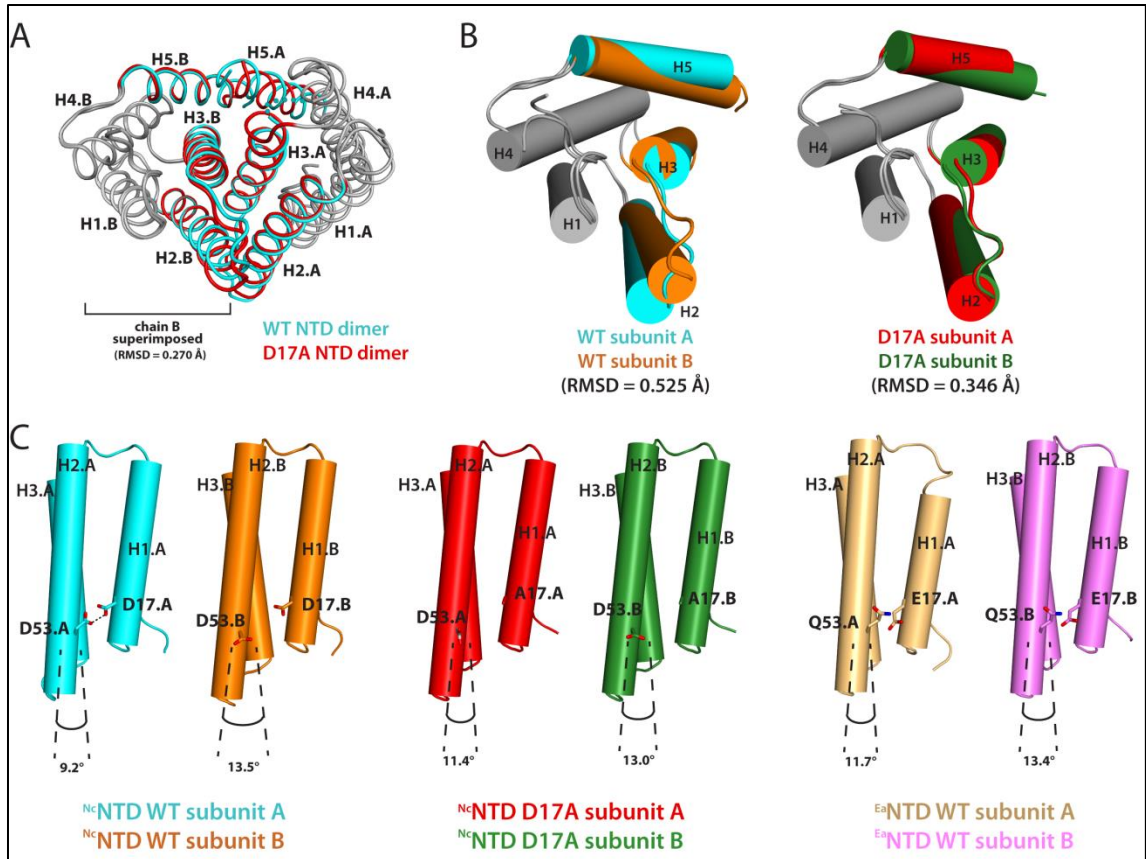 A
H5.B
H5.A
H4.B
H4.A
H3.B
H3.A
H1.B
H1.A
H2.B
H2.A
chain B
superimposed
(RMSD = 0.270 Å)
WT NTD dimer
D17A NTD dimer
B
H5
H4
H3
H1
H2
WT subunit A
WT subunit B
(RMSD = 0.525 Å)
H5
H4
H3
H1
H2
D17A subunit A
D17A subunit B
(RMSD = 0.346 Å)
C
H2.A
H3.A
H1.A
D17.A
D53.A
9.2°
H2.B
H3.B
H1.B
D17.B
D53.B
13.5°
NcNTD WT subunit A
NcNTD WT subunit B
H2.A
H3.A
H1.A
A17.A
D53.A
11.4°
H2.B
H3.B
H1.B
A17.B
D53.B
13.0°
NcNTD D17A subunit A
NcNTD D17A subunit B
H2.A
H3.A
H1.A
E17.A
Q53.A
11.7°
H2.B
H3.B
H1.B
E17.B
Q53.B
13.4°
EaNTD WT subunit A
EaNTD WT subunit B